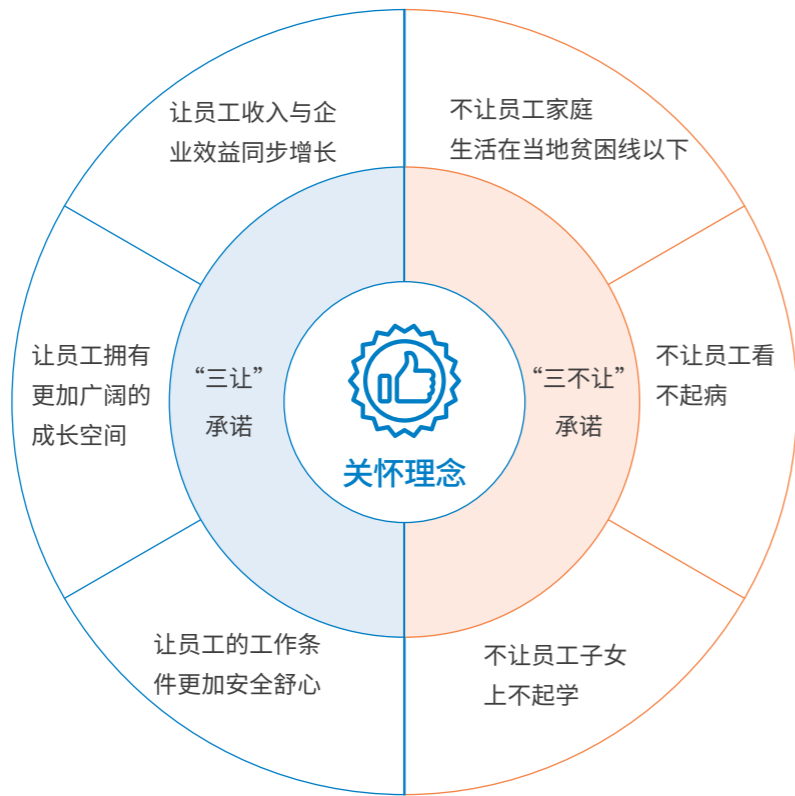 让员工收入与企
业效益同步增长
不让员工家庭
生活在当地贫困线以下
让员工拥有
更加广阔的
成长空间
“三让”
承诺
关怀理念
“三不让”
承诺
不让员工看
不起病
让员工的工作条
件更加安全舒心
不让员工子女
上不起学